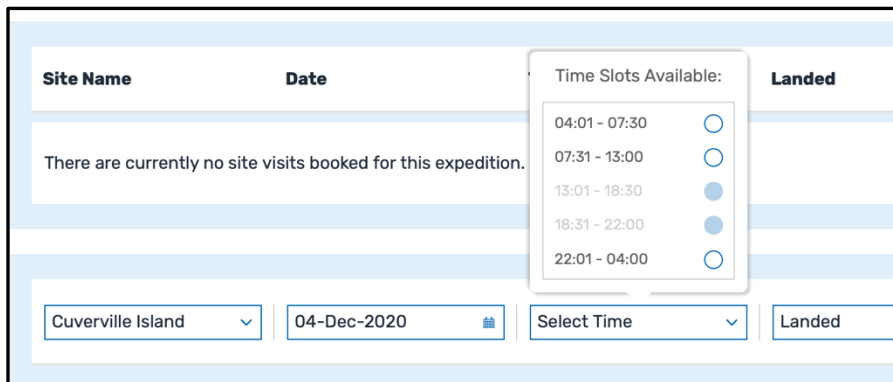 Site Name Date Landed
Time Slots Available:
04:01 - 07:30
07:31 - 13:00
13:01 - 18:30
18:31 - 22:00
22:01 - 04:00
There are currently no site visits booked for this expedition.
Cuverville Island 04-Dec-2020 Select Time Landed